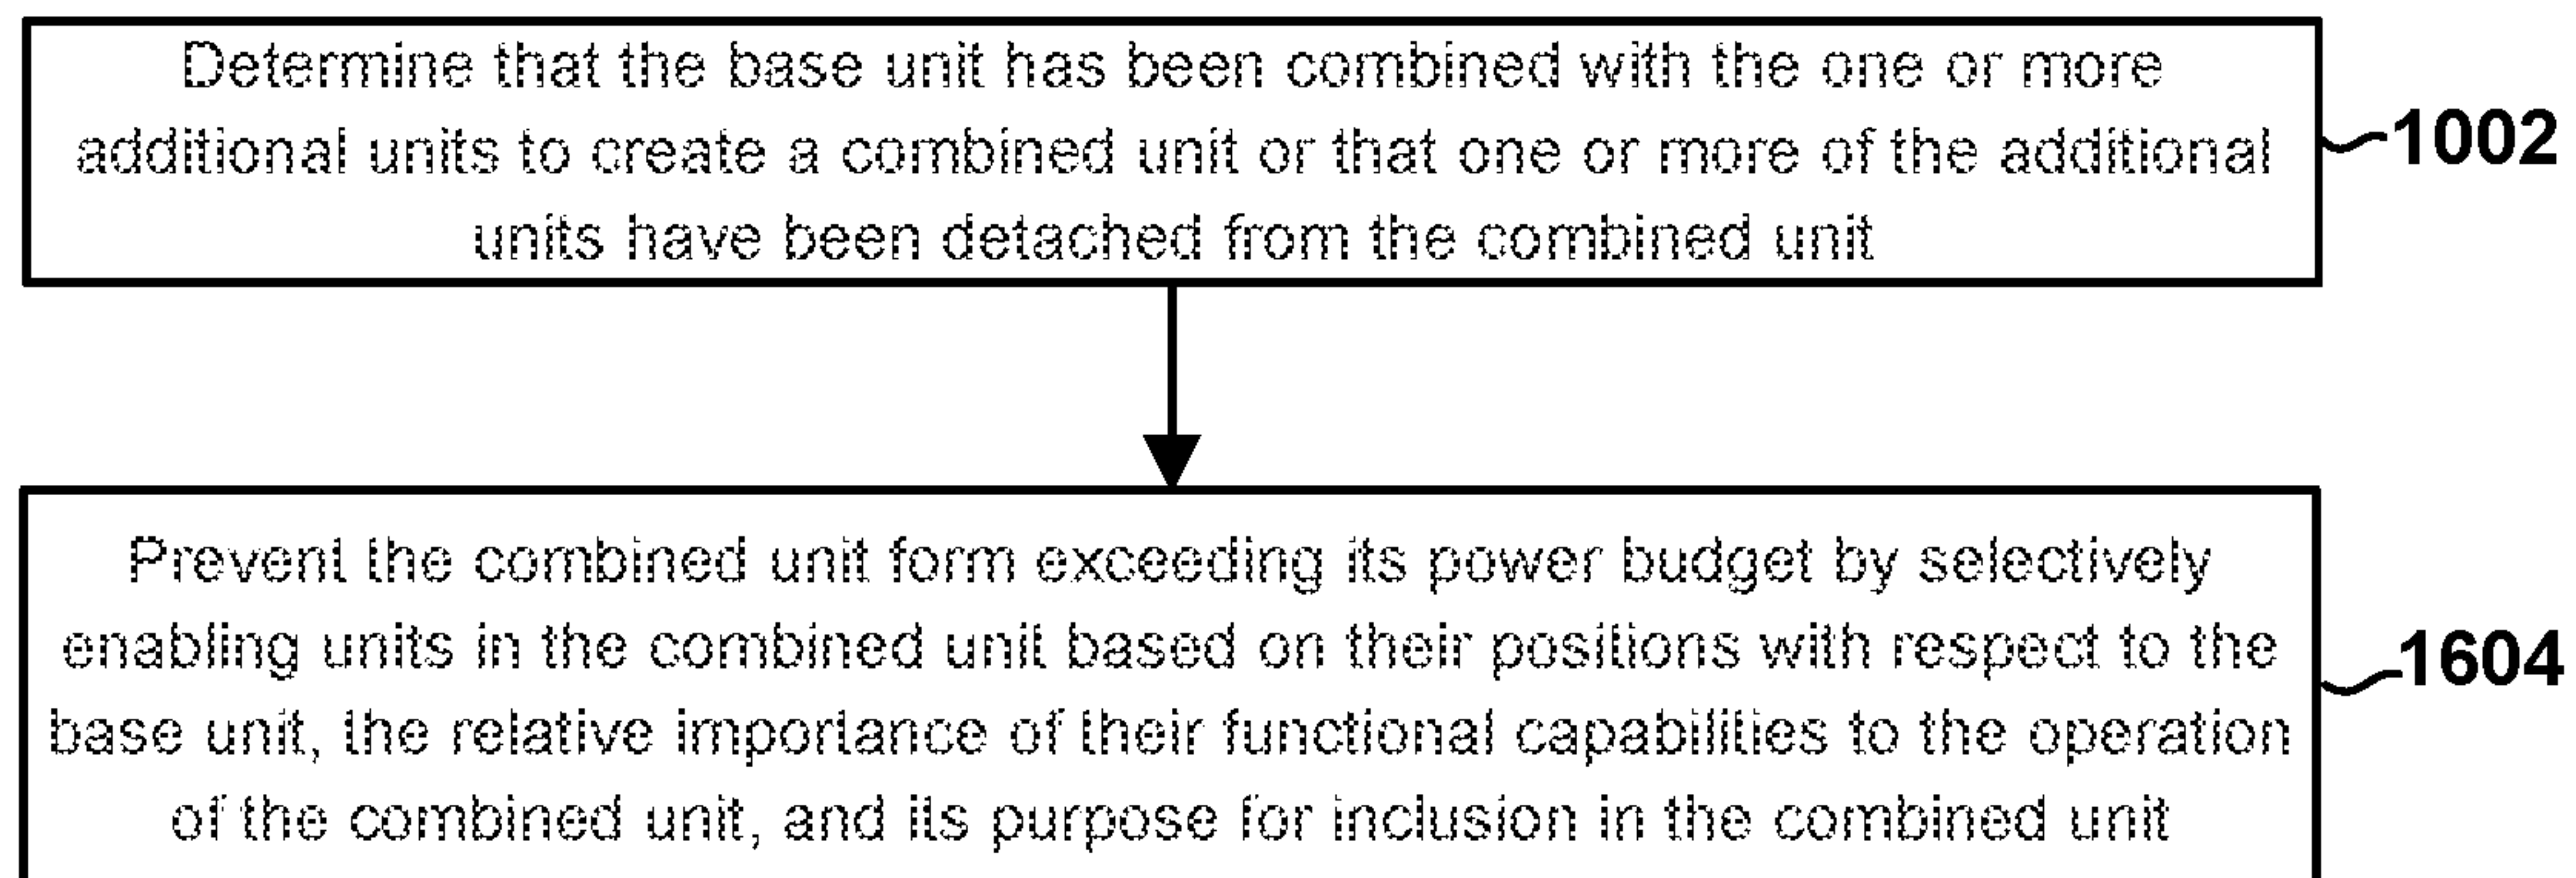 Determine that the base unit has been combined with the one or more
additional units to create a combined unit or that one or more of the additional
units have been detached from the combined unit
1002
Prevent the combined unit form exceeding its power budget by selectively
enabling units in the combined unit based on their positions with respect to the
base unit, the relative importance of their functional capabilities to the operation
of the combined unit, and its purpose for inclusion in the combined unit
1604